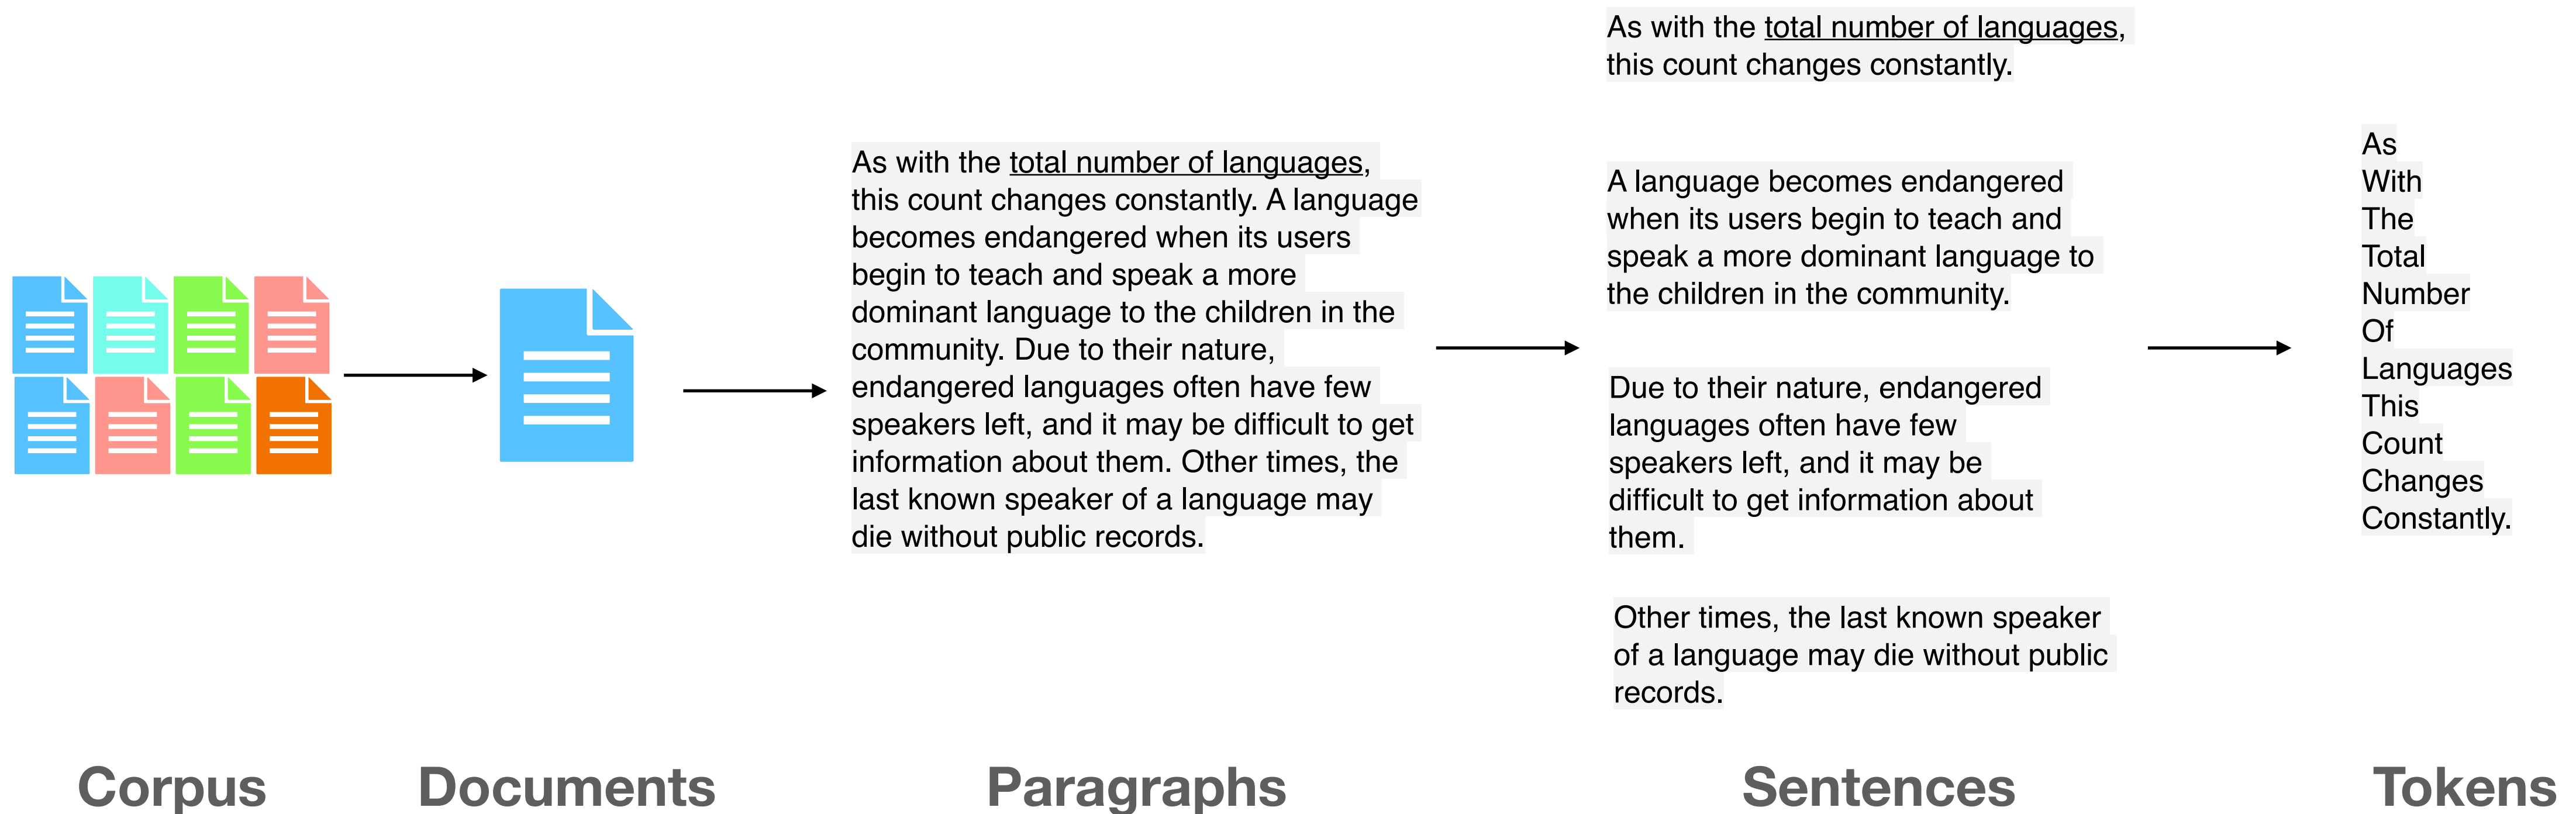 As with the total number of languages,
this count changes constantly. A language
becomes endangered when its users
begin to teach and speak a more
dominant language to the children in the
community. Due to their nature,
endangered languages often have few
speakers left, and it may be difficult to get
information about them. Other times, the
last known speaker of a language may
die without public records.
As with the total number of languages,
this count changes constantly.
A language becomes endangered
when its users begin to teach and
speak a more dominant language to
the children in the community.
Due to their nature, endangered
languages often have few
speakers left, and it may be
difficult to get information about
them.
Other times, the last known speaker
of a language may die without public
records.
As
With
The
Total
Number
Of
Languages
This
Count
Changes
Constantly.
Corpus
Documents
Paragraphs
Sentences
Tokens